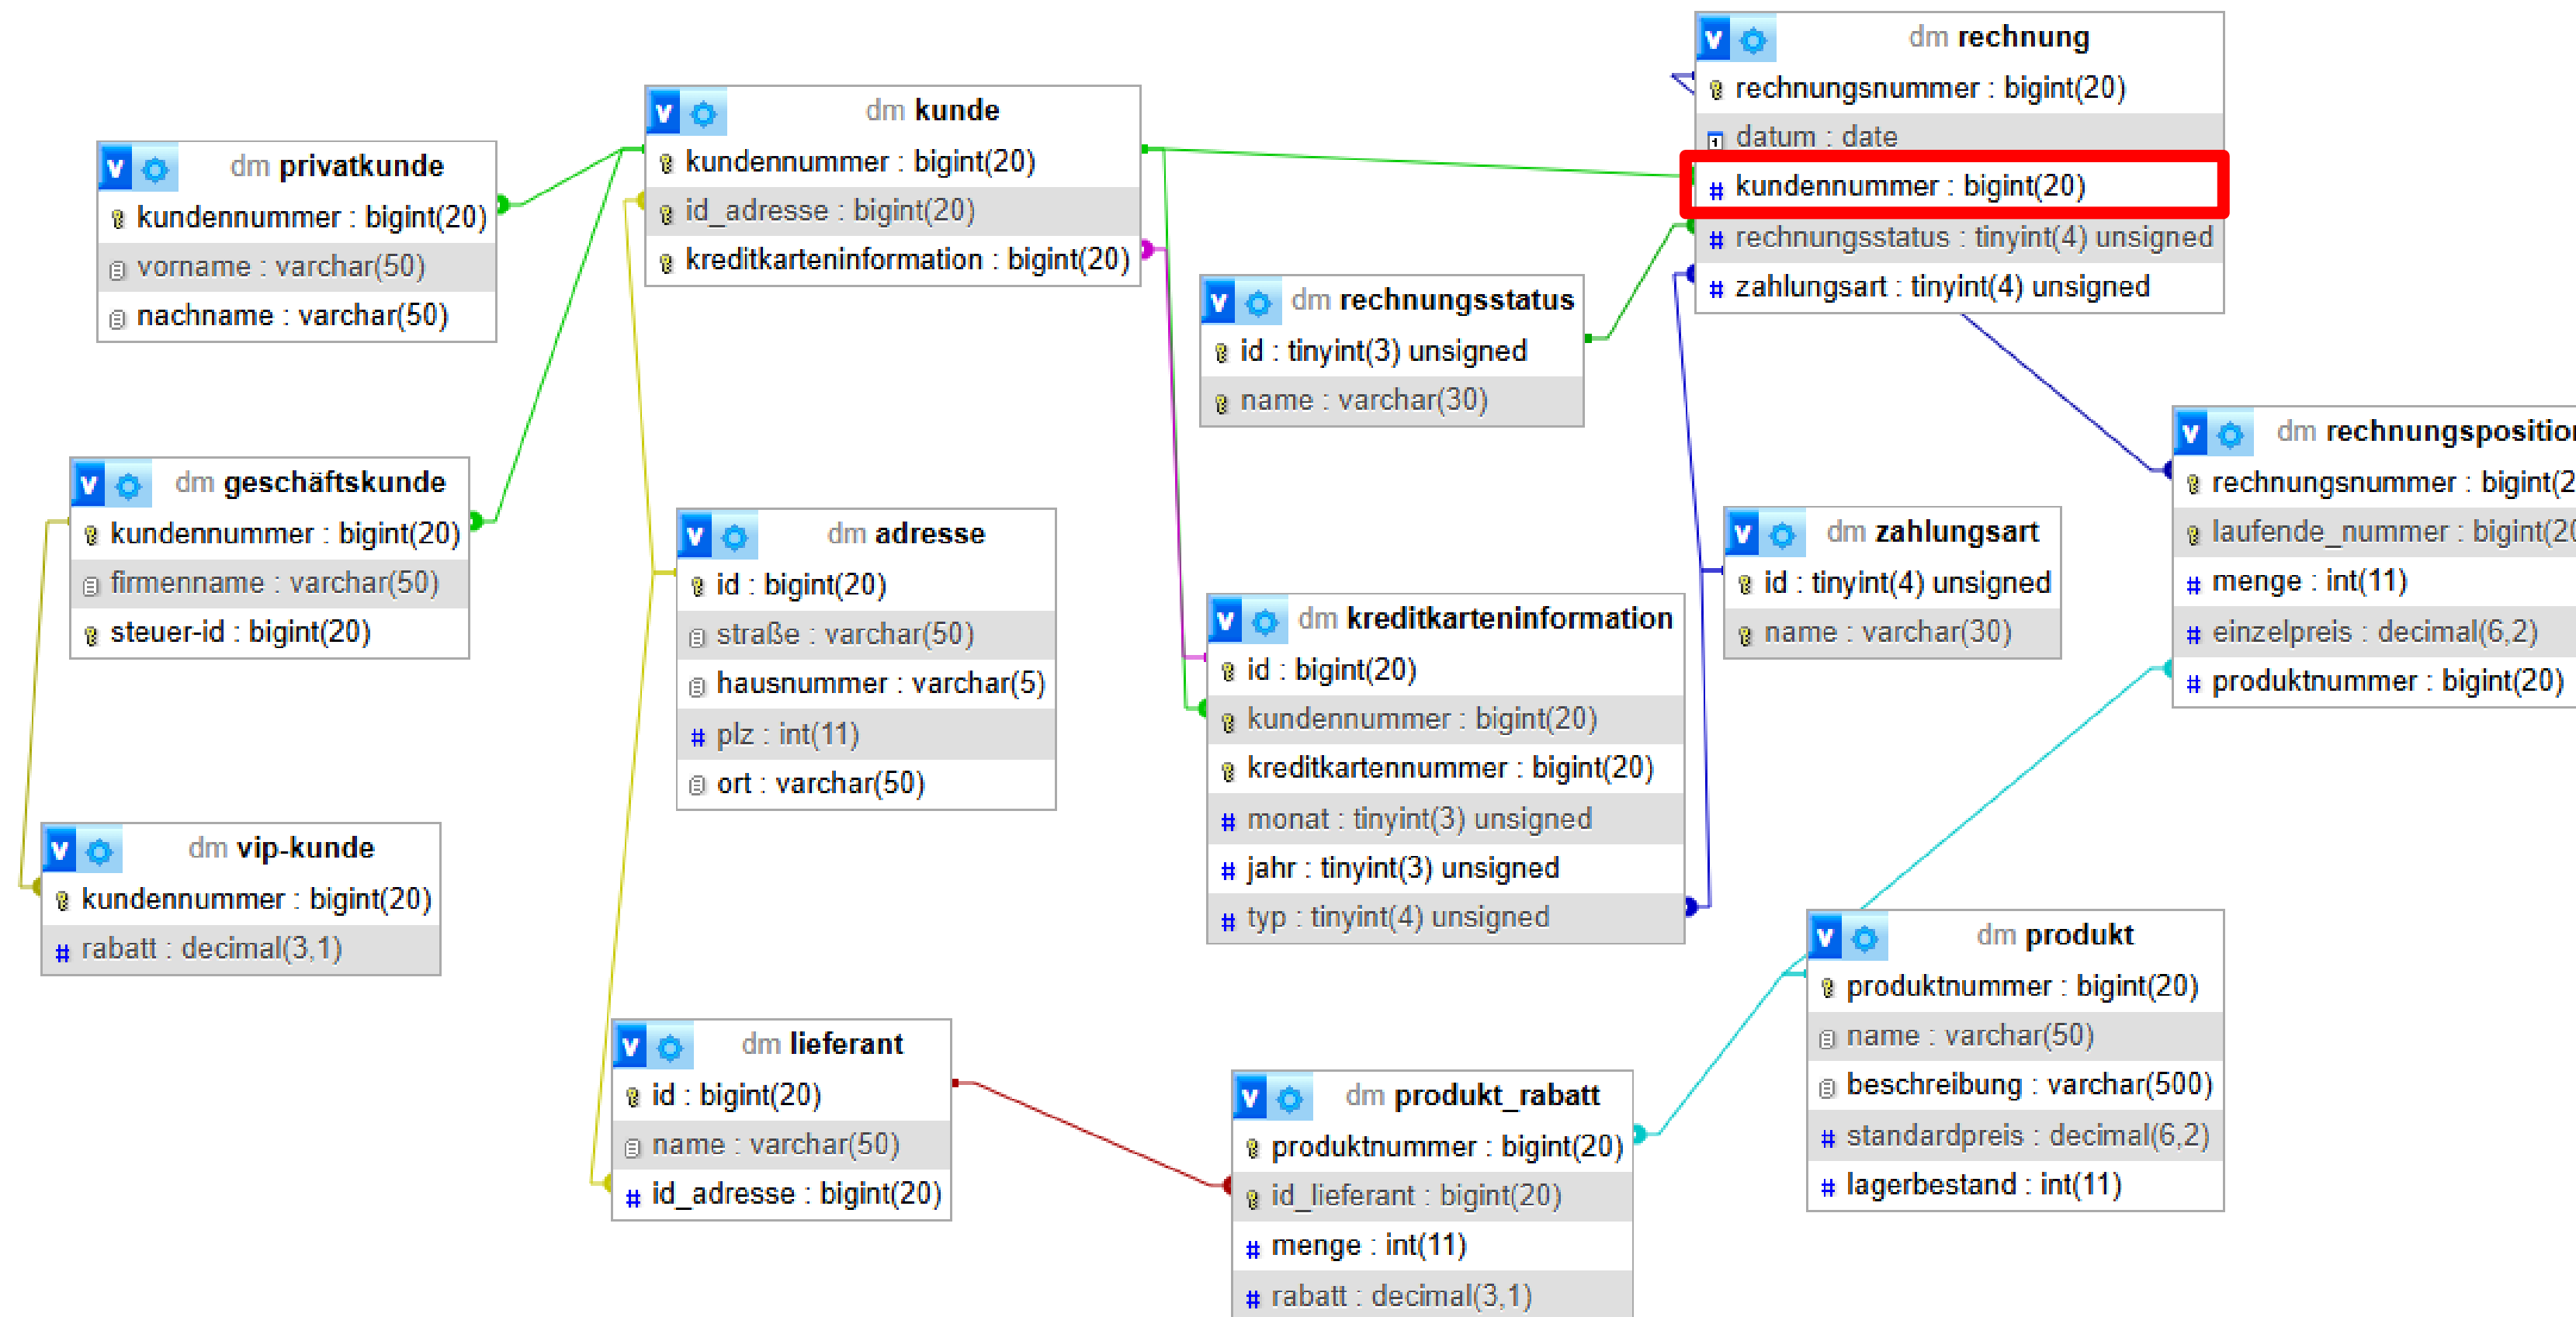 dm rechnung
rechnungsnummer : bigint(20)
datum : date
kundennummer : bigint(20)
rechnungsstatus : tinyint(4) unsigned
zahlungsart : tinyint(4) unsigned
dm kunde
kundennummer : bigint(20)
id_adresse : bigint(20)
kreditkarteninformation : bigint(20)
dm privatkunde
kundennummer : bigint(20)
vorname : varchar(50)
nachname : varchar(50)
dm rechnungsstatus
id : tinyint(3) unsigned
name : varchar(30)
dm rechnungsposition
rechnungsnummer : bigint(2
laufende_nummer : bigint(20
menge : int(11)
einzelpreis : decimal(6,2)
produktnummer : bigint(20)
dm geschäftskunde
kundennummer : bigint(20)
firmenname : varchar(50)
steuer-id : bigint(20)
dm adresse
id : bigint(20)
straße : varchar(50)
hausnummer : varchar(5)
plz : int(11)
ort : varchar(50)
dm zahlungsart
id : tinyint(4) unsigned
name : varchar(30)
dm kreditkarteninformation
id : bigint(20)
kundennummer : bigint(20)
kreditkartennummer : bigint(20)
monat : tinyint(3) unsigned
jahr : tinyint(3) unsigned
typ : tinyint(4) unsigned
dm vip-kunde
kundennummer : bigint(20)
rabatt : decimal(3,1)
dm produkt
produktnummer : bigint(20)
name : varchar(50)
beschreibung : varchar(500)
standardpreis : decimal(6,2)
lagerbestand : int(11)
dm lieferant
id : bigint(20)
name : varchar(50)
id_adresse : bigint(20)
dm produkt_rabatt
produktnummer : bigint(20)
id_lieferant : bigint(20)
menge : int(11)
rabatt : decimal(3,1)